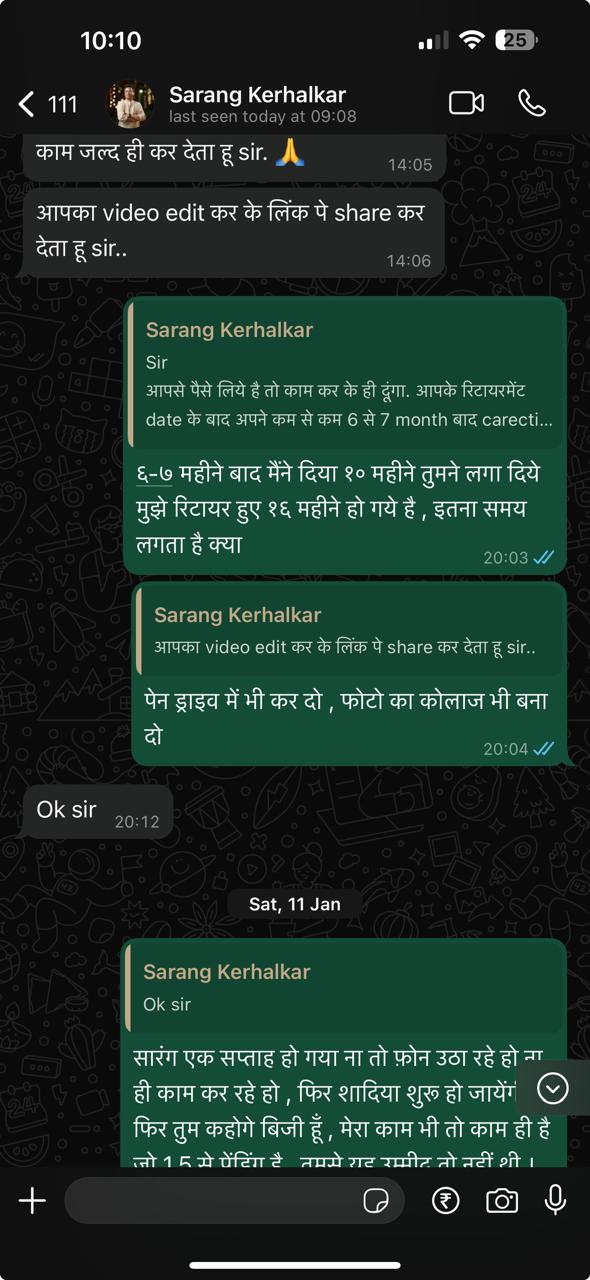 10:10
25
111
Sarang Kerhalkar
last seen today at 09:08
काम जल्द ही कर देता हू sir. 🙏
14:05
आपका video edit कर के लिंक पे share कर
देता हू sir..
14:06
Sarang Kerhalkar
Sir
आपसे पैसे लिये है तो काम कर के ही दूंगा. आपके रिटायरमेंट
date के बाद अपने कम से कम 6 से 7 month बाद carecti...
६-७ महीने बाद मैंने दिया १० महीने तुमने लगा दिये
मुझे रिटायर हुए १६ महीने हो गये है , इतना समय
लगता है क्या
20:03
Sarang Kerhalkar
आपका video edit कर के लिंक पे share कर देता हू sir..
पेन ड्राइव में भी कर दो , फोटो का कोलाज भी बना
दो
20:04
Ok sir
20:12
Sat, 11 Jan
Sarang Kerhalkar
Ok sir
सारंग एक सप्ताह हो गया ना तो फ़ोन उठा रहे हो ना
ही काम कर रहे हो , फिर शादिया शुरू हो
फिर तुम कहोगे बिजी हूँ , मेरा काम भी तो काम ही है
जो 1.5 से पेंडिंग है , तुमसे यह उम्मीद तो नहीं थी ।